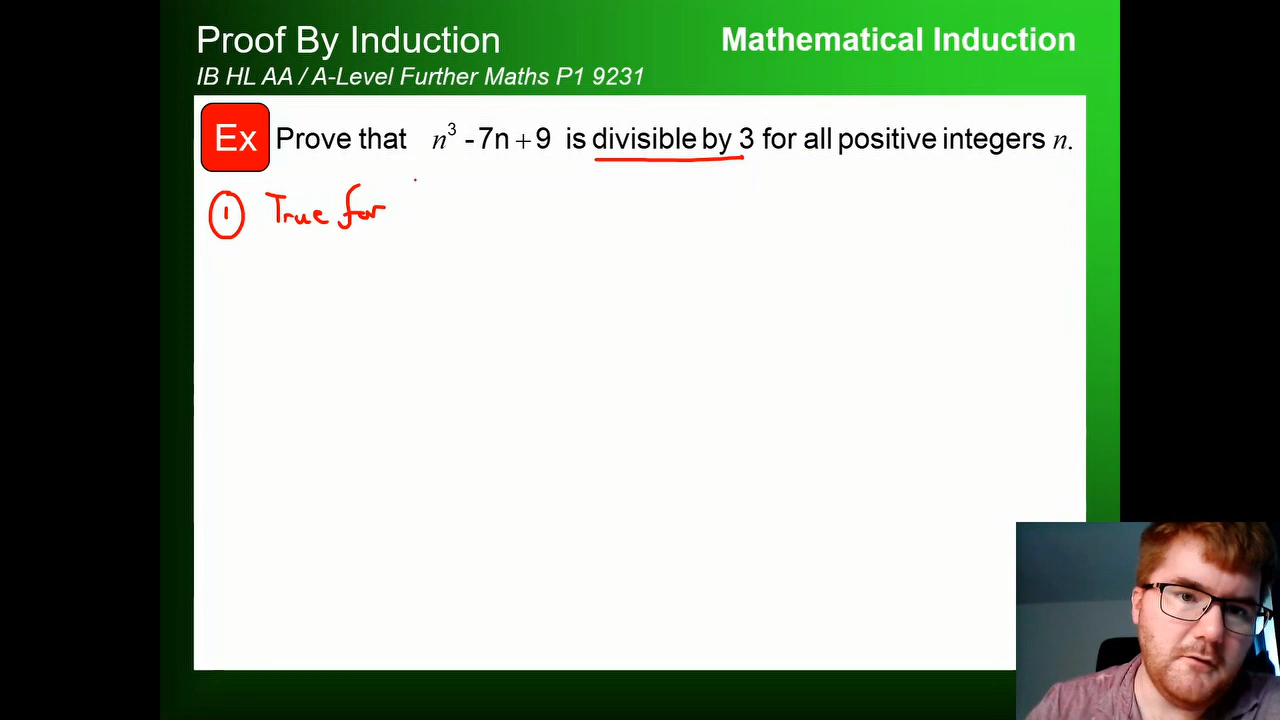 Proof By Induction
Mathematical Induction
IB HL AA / A-Level Further Maths P1 9231
Ex Prove that n³ - 7n + 9 is divisible by 3 for all positive integers n.
① True for